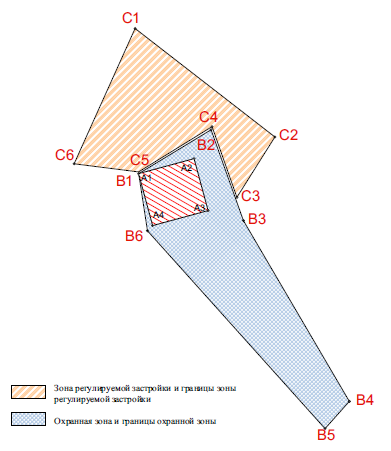 C1
C2
C4
B2
C6
C5
A2
B1
A1
C3
A3
B3
A4
B6
Зона регулируемой застройки и границы зоны
регулируемой застройки
B4
Охранная зона и границы охранной зоны
B5